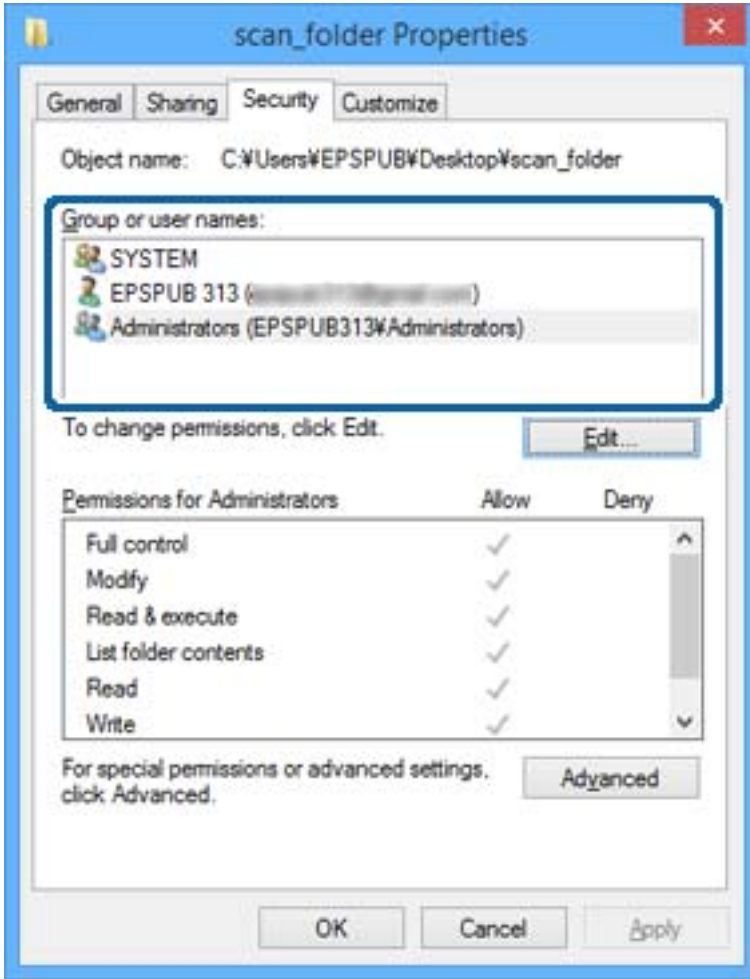 scan_folder Properties
General Sharing Security Customize
Object name: C:¥Users¥EPSPUB¥Desktop¥scan_folder
Group or user names:
SYSTEM
EPSPUB 313 ( )
Administrators (EPSPUB313¥Administrators)
To change permissions, click Edit.
Edit...
Permissions for Administrators Allow Deny
Full control
Modify
Read & execute
List folder contents
Read
Write
For special permissions or advanced settings,
click Advanced.
Advanced
OK Cancel Apply